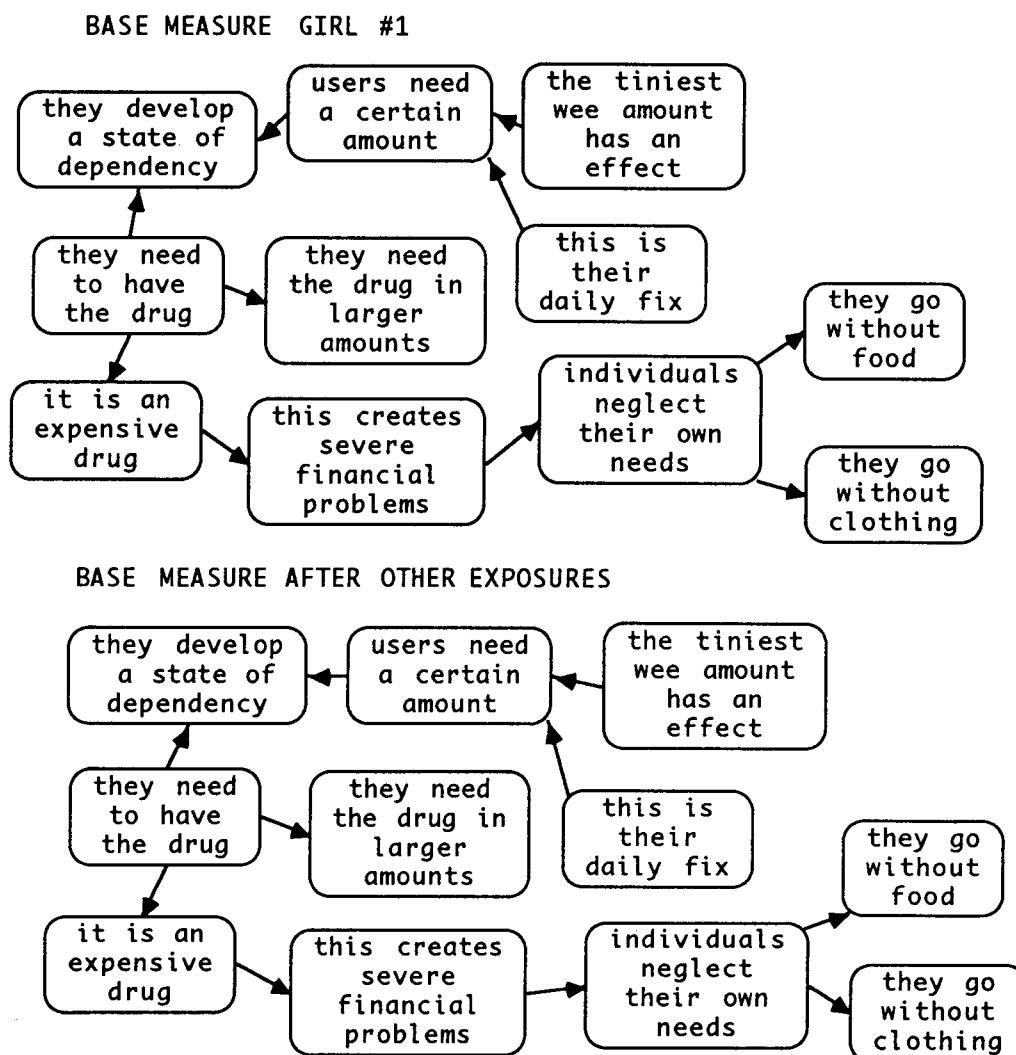 BASE MEASURE GIRL #1
they develop
a state of
dependency
users need
a certain
amount
the tiniest
wee amount
has an
effect
they need
to have
the drug
they need
the drug in
larger
amounts
this is
their
daily fix
they go
without
food
it is an
expensive
drug
this creates
severe
financial
problems
individuals
neglect
their own
needs
they go
without
clothing
BASE MEASURE AFTER OTHER EXPOSURES
they develop
a state of
dependency
users need
a certain
amount
the tiniest
wee amount
has an
effect
they need
to have
the drug
they need
the drug in
larger
amounts
this is
their
daily fix
they go
without
food
it is an
expensive
drug
this creates
severe
financial
problems
individuals
neglect
their own
needs
they go
without
clothing